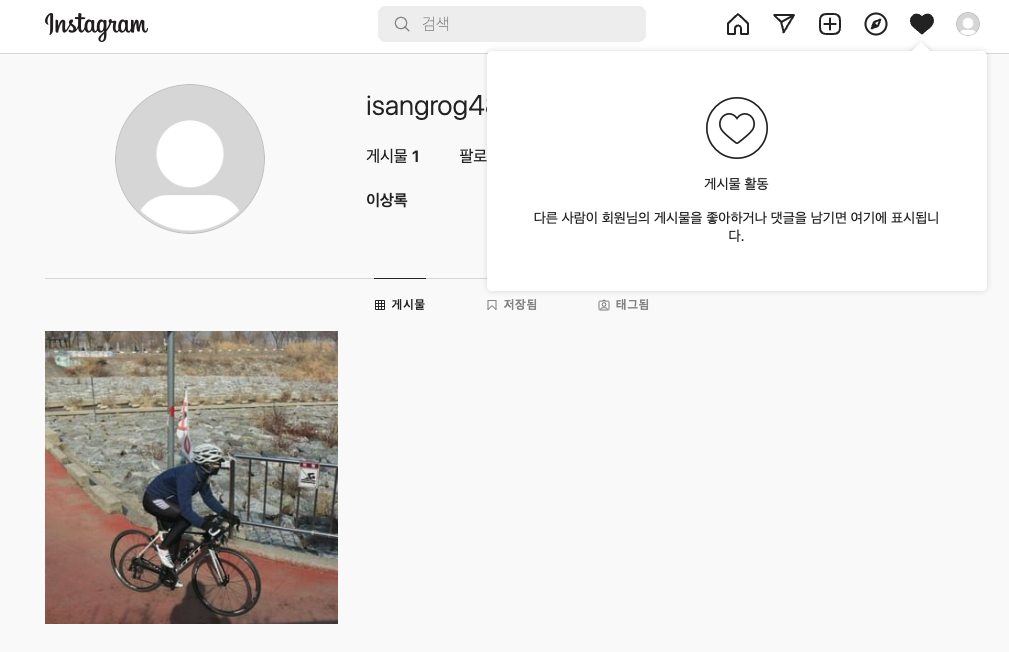 Instagram
검색
isangrog4
게시물 1
팔로
이상록
게시물 활동
다른 사람이 회원님의 게시물을 좋아하거나 댓글을 남기면 여기에 표시됩니
다.
게시물
저장됨
태그됨